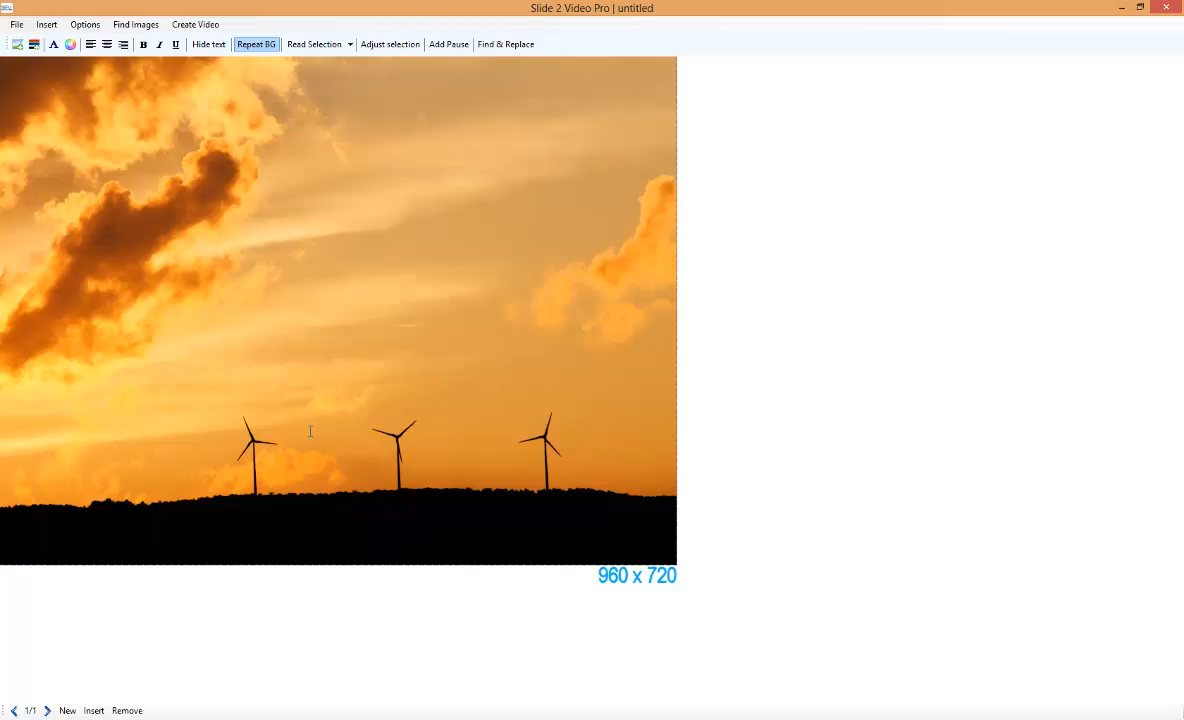 Slide 2 Video Pro | untitled
File Insert Options Find Images Create Video
A B I U Hide text Repeat BG Read Selection Adjust selection Add Pause Find & Replace
960 x 720
1/1 New Insert Remove